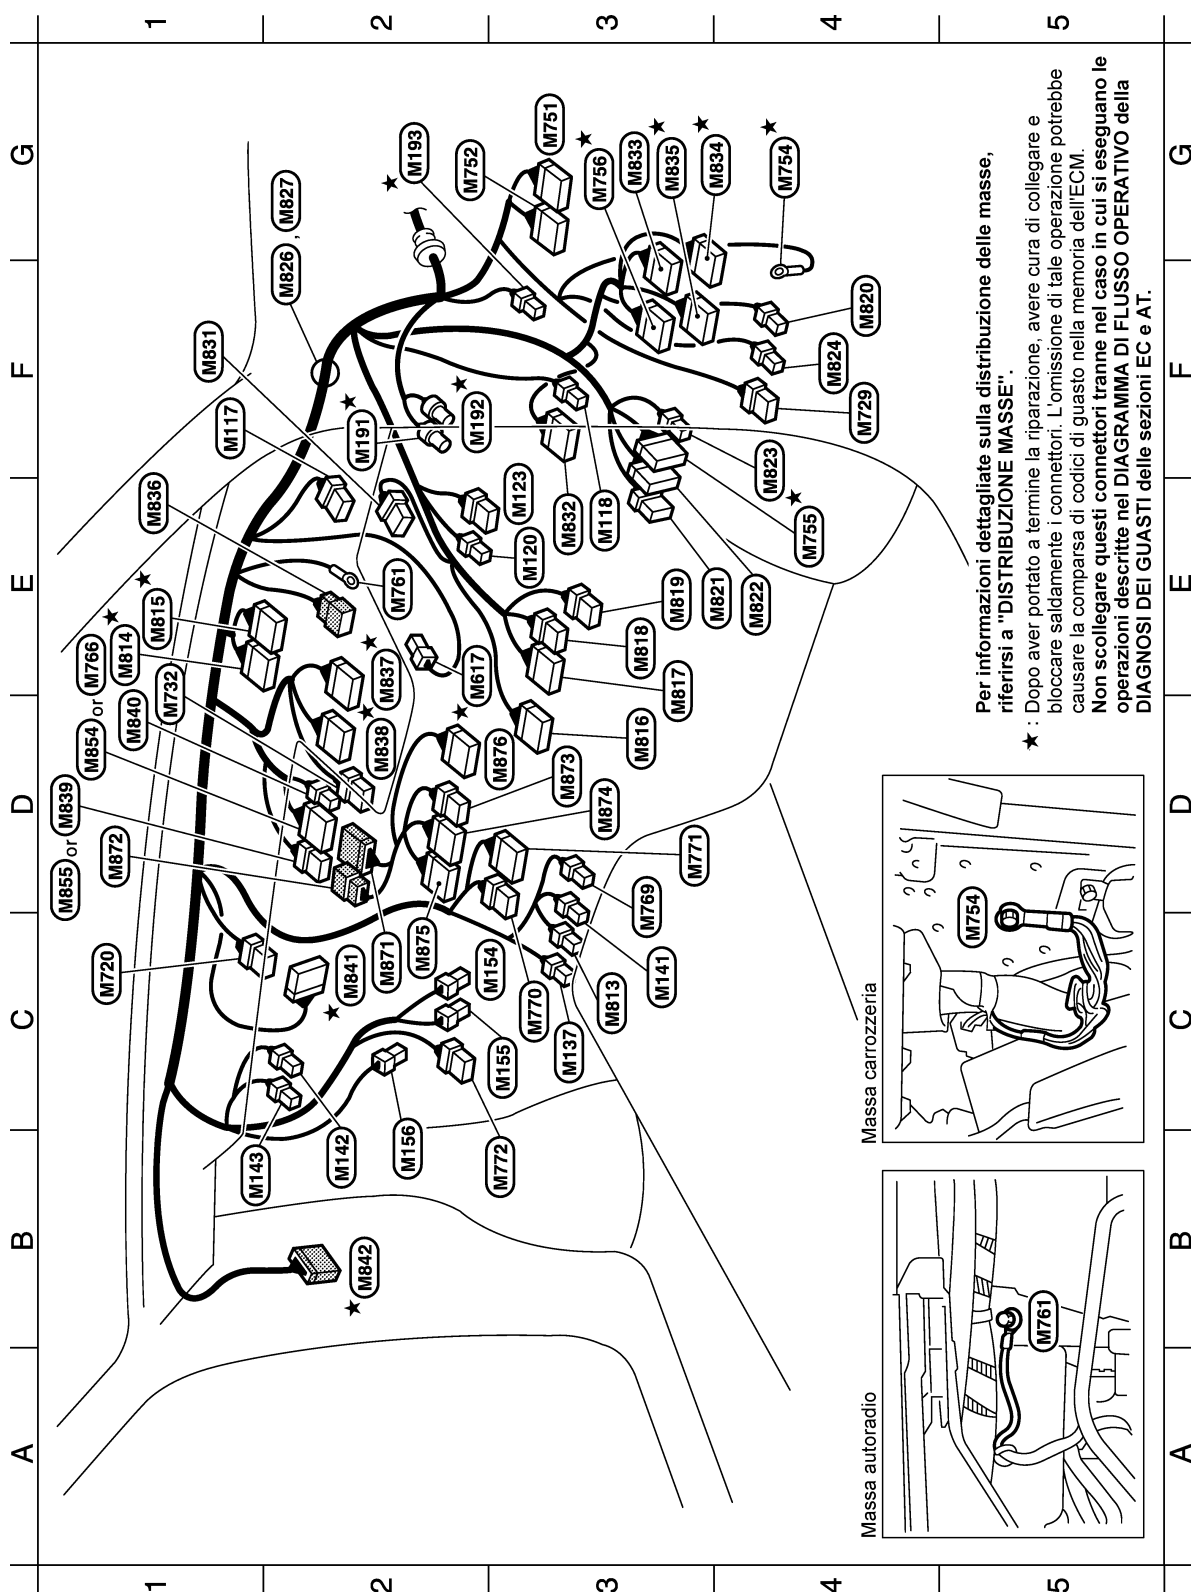 1
2
3
4
5
G
F
E
D
C
B
A
M826 , M827
★ M193
M752
M751
★ M756
★ M833
★ M835
★ M834
★ M754
M831
M117
M836
★ M191
★ M192
M820
M824
M729
M823
M123
M120
M832
M118
★ M755
M822
M821
M819
M818
M817
M816
M761
★ M815
★ M814
M854 or M766
M732
M840
M855 or M839
M872
★ M837
★ M838
M617
★ M876
M873
M874
M771
M769
M720
★ M841
M871
M875
M154
M155
M770
M137
M813
M141
M143
M142
M156
M772
★ M842
Per informazioni dettagliate sulla distribuzione delle masse,
riferirsi a "DISTRIBUZIONE MASSE".
★ : Dopo aver portato a termine la riparazione, avere cura di collegare e
bloccare saldamente i connettori. L'omissione di tale operazione potrebbe
causare la comparsa di codici di guasto nella memoria dell'ECM.
Non scollegare questi connettori tranne nel caso in cui si eseguano le
operazioni descritte nel DIAGRAMMA DI FLUSSO OPERATIVO della
DIAGNOSI DEI GUASTI delle sezioni EC e AT.
Massa autoradio
M761
Massa carrozzeria
M754
1
2
3
4
5
A
B
C
D
E
F
G